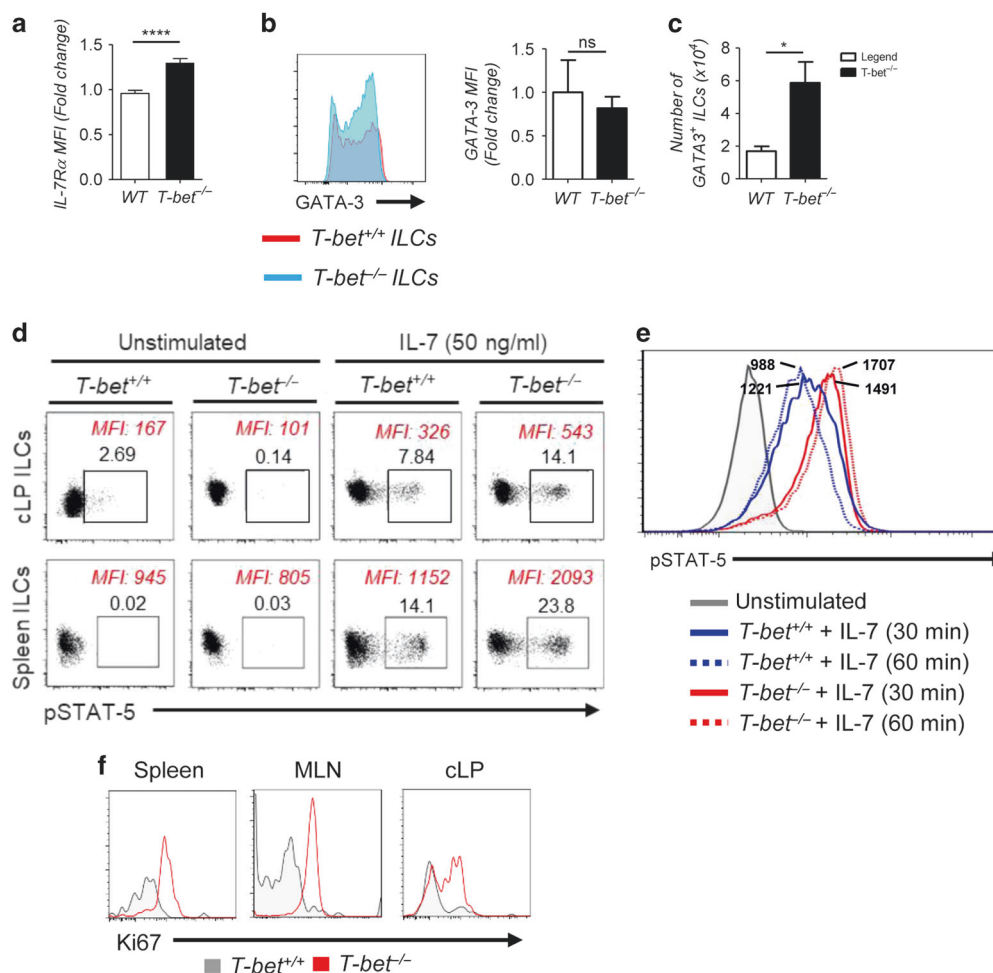 a
IL-7Rα MFI (Fold change)
1.5
1.0
0.5
0.0
****
WT T-bet–/–
b
GATA-3
T-bet+/+ ILCs
T-bet–/– ILCs
GATA-3 MFI
(Fold change)
1.5
1.0
0.5
0.0
ns
WT T-bet–/–
c
Number of
GATA3+ ILCs (x10⁴)
8
6
4
2
0
*
WT T-bet–/–
Legend
T-bet–/–
d
Unstimulated IL-7 (50 ng/ml)
T-bet+/+ T-bet–/– T-bet+/+ T-bet–/–
cLP ILCs
MFI: 167 MFI: 101 MFI: 326 MFI: 543
2.69 0.14 7.84 14.1
Spleen ILCs
MFI: 945 MFI: 805 MFI: 1152 MFI: 2093
0.02 0.03 14.1 23.8
pSTAT-5
e
988 1707
1221 1491
pSTAT-5
Unstimulated
T-bet+/+ + IL-7 (30 min)
T-bet+/+ + IL-7 (60 min)
T-bet–/– + IL-7 (30 min)
T-bet–/– + IL-7 (60 min)
f
Spleen MLN cLP
Ki67
T-bet+/+ T-bet–/–